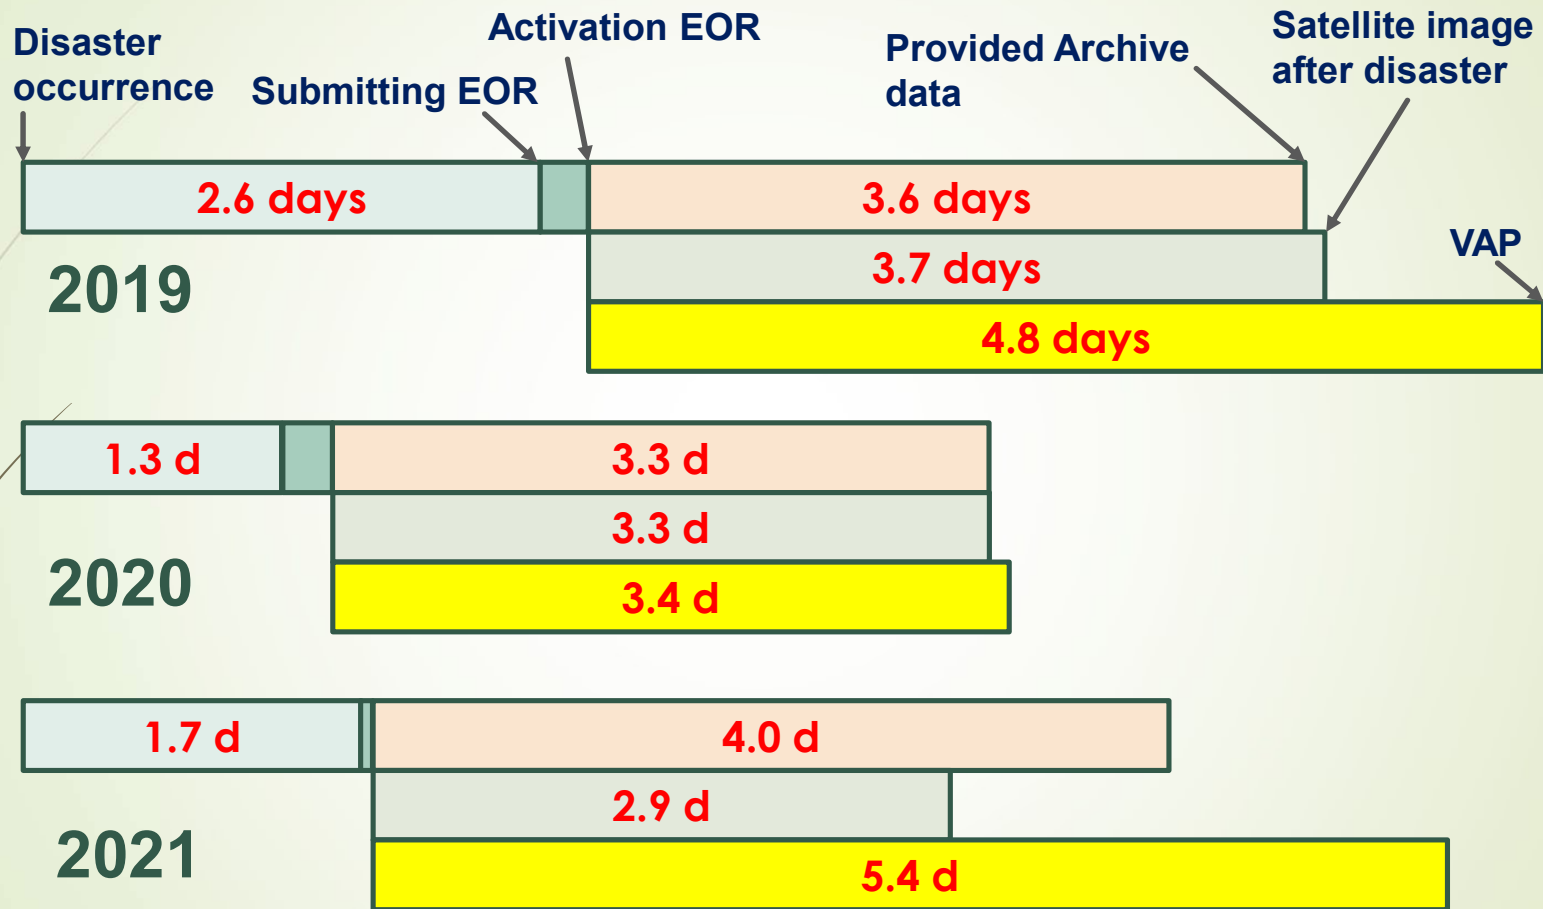 Disaster
occurrence
Submitting EOR
Activation EOR
Provided Archive
data
Satellite image
after disaster
2.6 days
3.6 days
3.7 days
VAP
2019
4.8 days
1.3 d
3.3 d
3.3 d
2020
3.4 d
1.7 d
4.0 d
2.9 d
2021
5.4 d